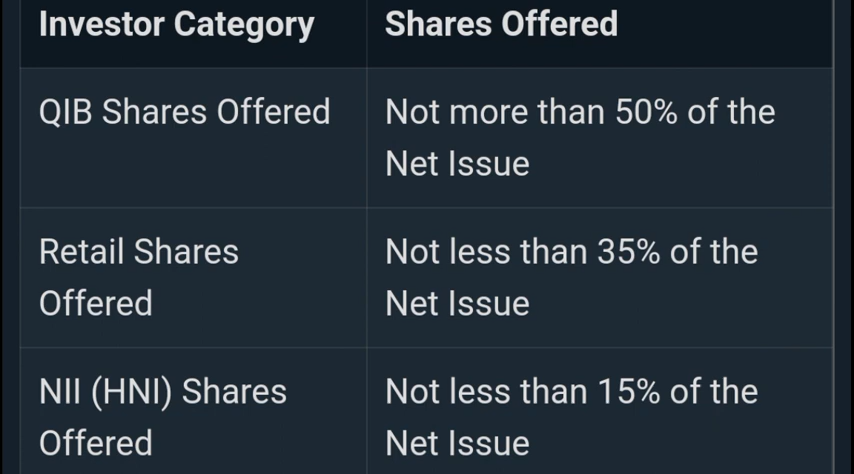 Investor Category
Shares Offered
QIB Shares Offered
Not more than 50% of the
Net Issue
Retail Shares
Offered
Not less than 35% of the
Net Issue
NII (HNI) Shares
Offered
Not less than 15% of the
Net Issue